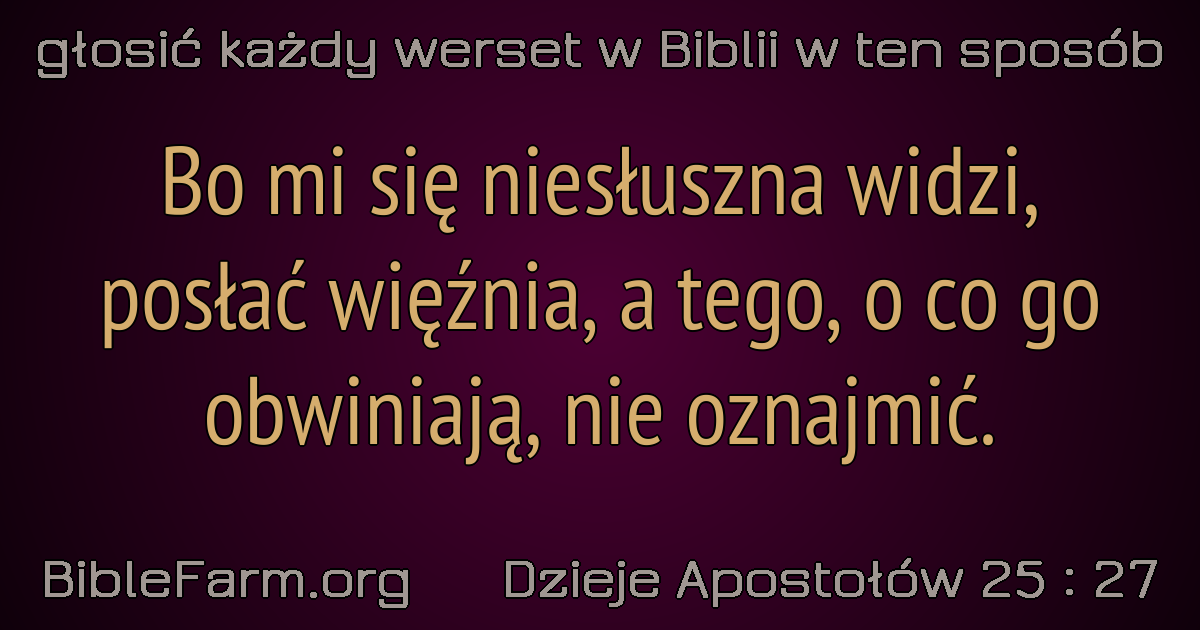 głosić każdy werset w Biblii w ten sposób
Bo mi się niesłuszna widzi,
posłać więźnia, a tego, o co go
obwiniają, nie oznajmić.
BibleFarm.org Dzieje Apostołów 25 : 27